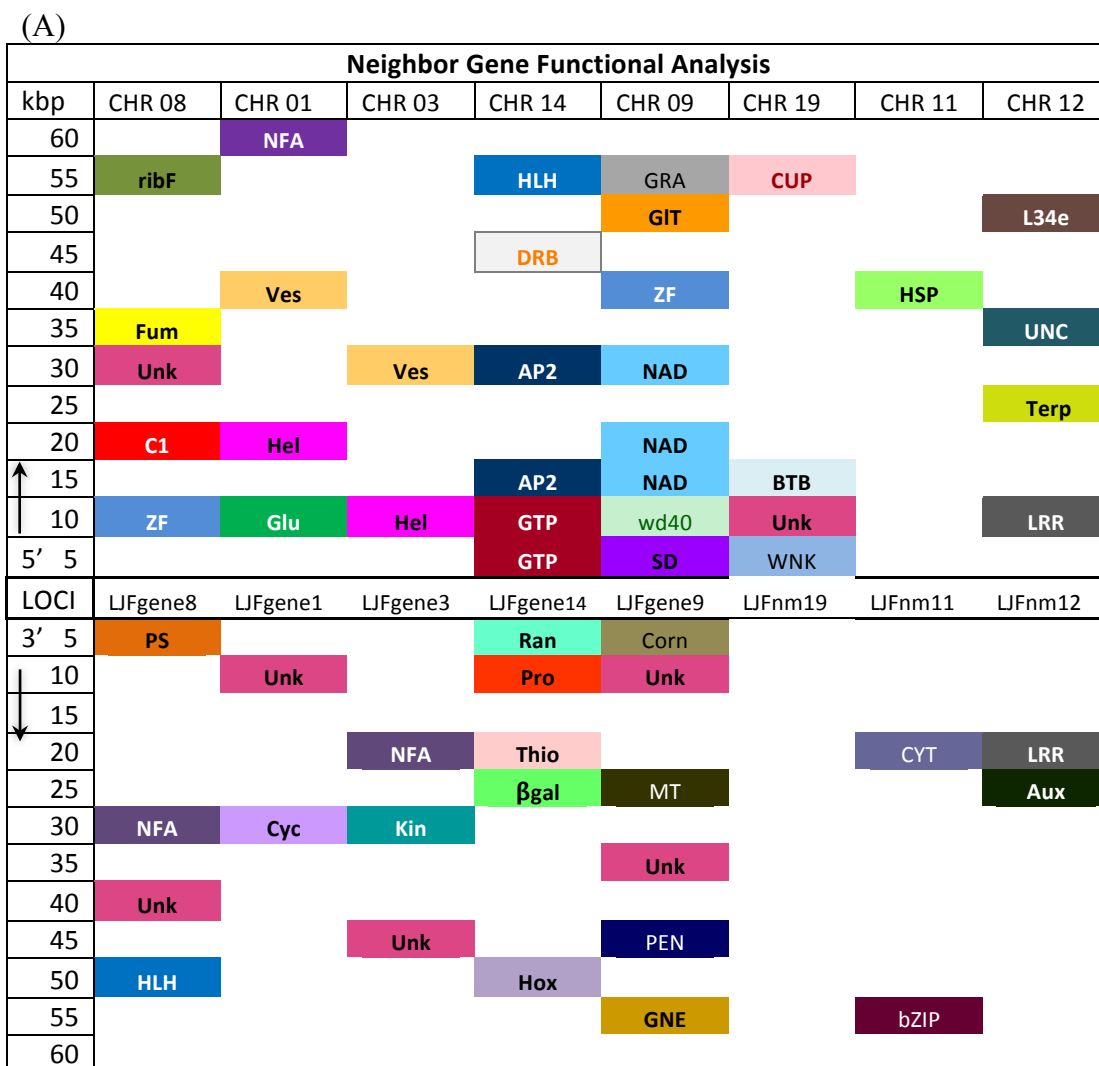 (A)
Neighbor Gene Functional Analysis
kbp CHR 08 CHR 01 CHR 03 CHR 14 CHR 09 CHR 19 CHR 11 CHR 12
60 NFA
55 ribF HLH GRA CUP
50 GlT L34e
45 DRB
40 Ves ZF HSP
35 Fum UNC
30 Unk Ves AP2 NAD
25 Terp
20 C1 Hel NAD
15 AP2 NAD BTB
10 ZF Glu Hel GTP wd40 Unk LRR
5' 5 GTP SD WNK
LOCI LJFgene8 LJFgene1 LJFgene3 LJFgene14 LJFgene9 LJFnm19 LJFnm11 LJFnm12
3' 5 PS Ran Corn
10 Unk Pro Unk
15
20 NFA Thio CYT LRR
25 βgal MT Aux
30 NFA Cyc Kin
35 Unk
40 Unk
45 Unk PEN
50 HLH Hox
55 GNE bZIP
60